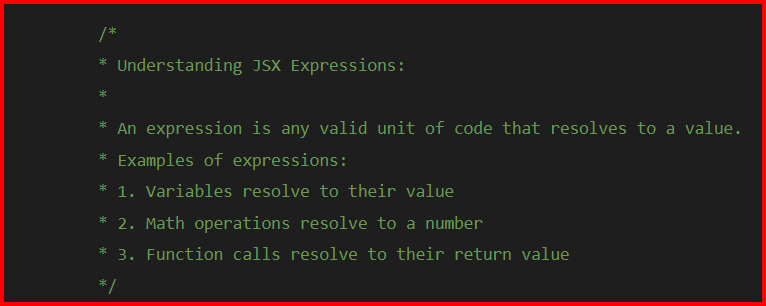 /*
* Understanding JSX Expressions:
*
* An expression is any valid unit of code that resolves to a value.
* Examples of expressions:
* 1. Variables resolve to their value
* 2. Math operations resolve to a number
* 3. Function calls resolve to their return value
*/